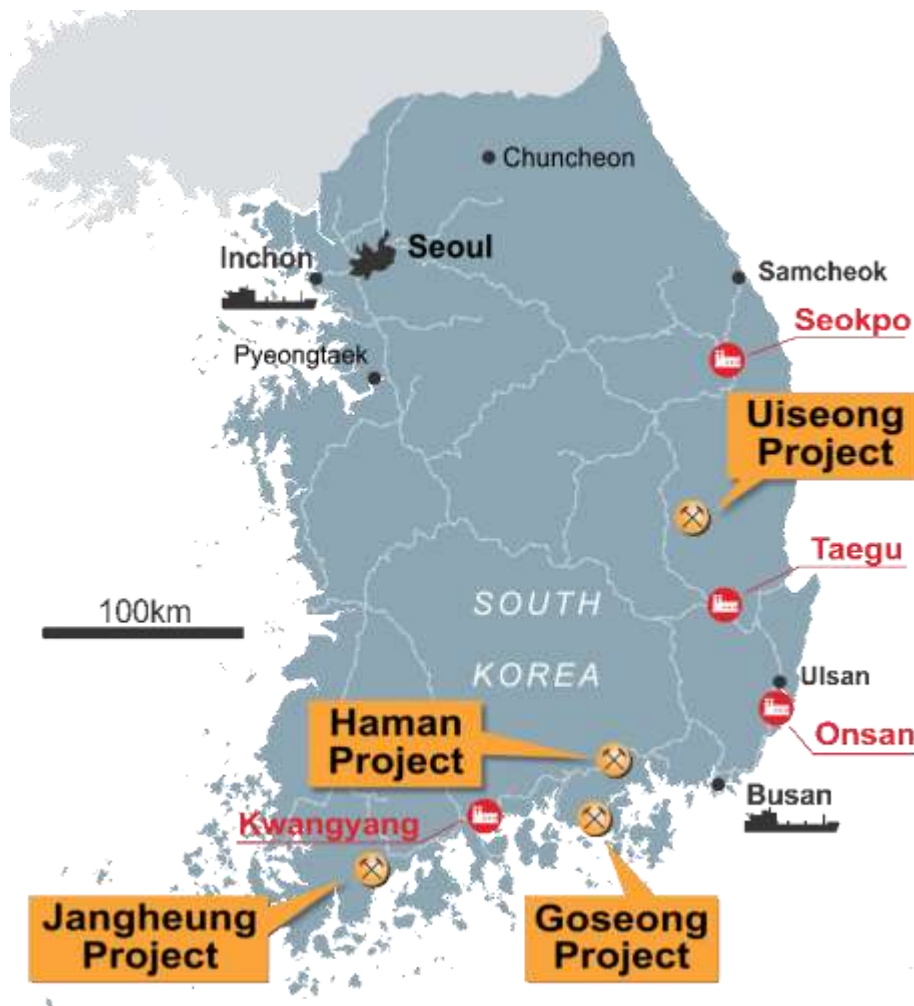 Chuncheon
Seoul
Inchon
Samcheok
Seokpo
Pyeongtaek
Uiseong
Project
Taegu
100km
SOUTH
KOREA
Ulsan
Haman
Project
Onsan
Busan
Kwangyang
Jangheung
Project
Goseong
Project